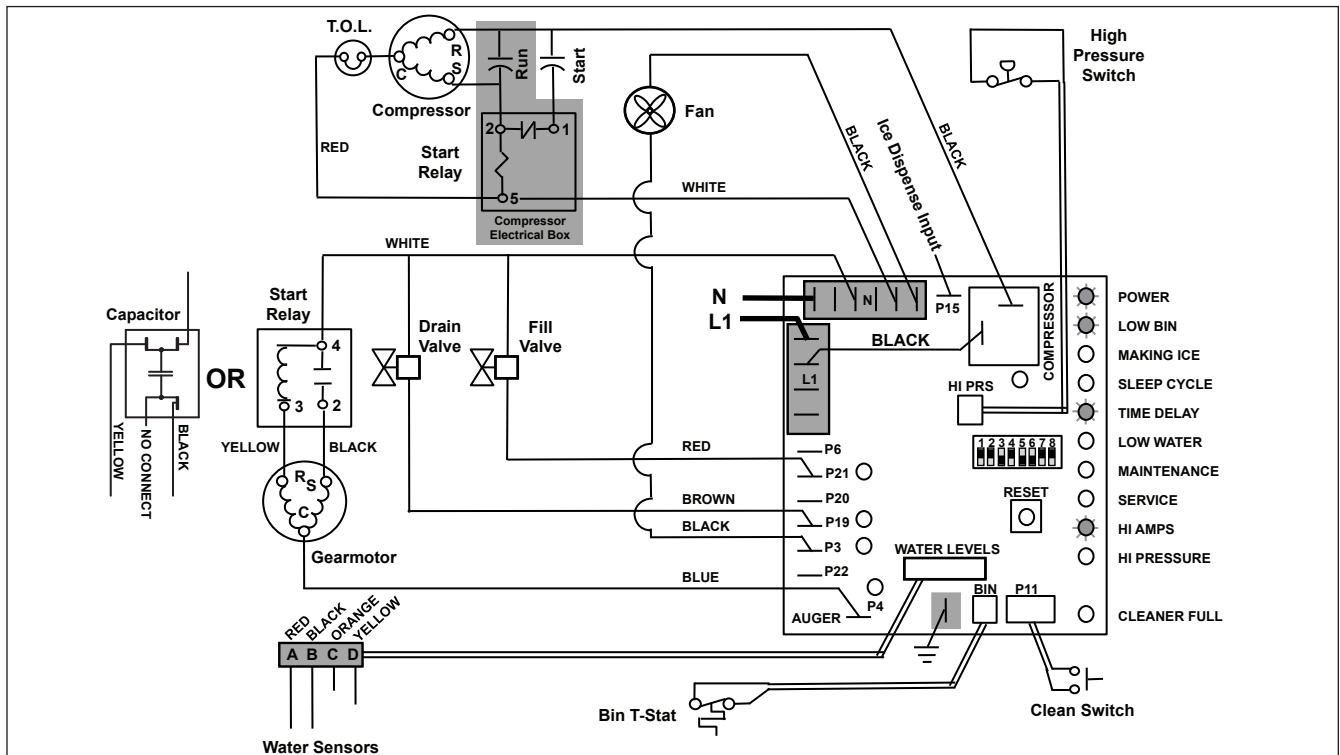 T.O.L.
R
S
C
Compressor
Run
Start
2
1
Start
Relay
5
Compressor
Electrical Box
RED
WHITE
Fan
BLACK
Ice Dispense Input
BLACK
High
Pressure
Switch
WHITE
Capacitor
YELLOW
NO CONNECT
BLACK
OR
Start
Relay
4
3
2
YELLOW
BLACK
R
S
C
Gearmotor
Drain
Valve
Fill
Valve
N
L1
N
P15
BLACK
COMPRESSOR
L1
HI PRS
RED
BROWN
BLACK
BLUE
P6
P21
P20
P19
P3
P22
P4
AUGER
1 2 3 4 5 6 7 8
RESET
WATER LEVELS
BIN
P11
POWER
LOW BIN
MAKING ICE
SLEEP CYCLE
TIME DELAY
LOW WATER
MAINTENANCE
SERVICE
HI AMPS
HI PRESSURE
CLEANER FULL
RED
BLACK
ORANGE
YELLOW
A B C D
Water Sensors
Bin T-Stat
Clean Switch